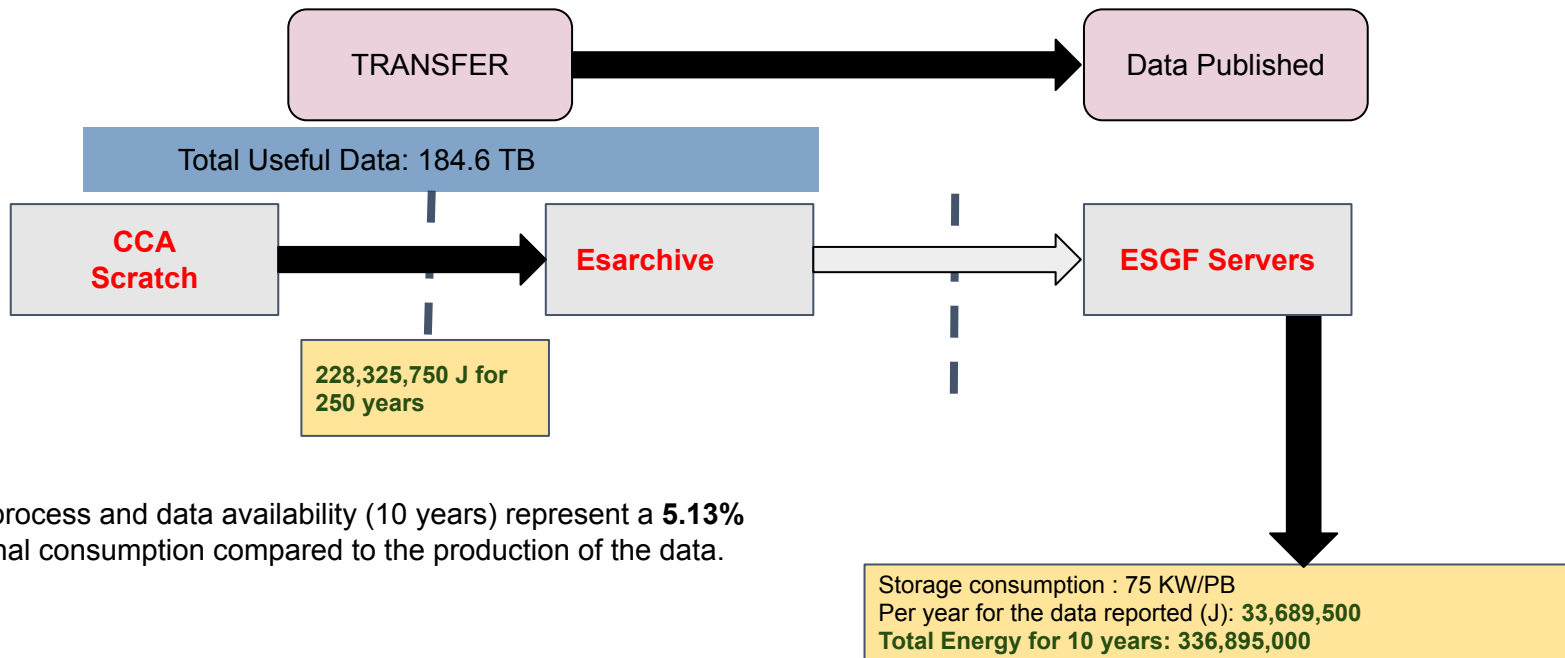 TRANSFER
Data Published
Total Useful Data: 184.6 TB
CCA
Scratch
Esarchive
ESGF Servers
228,325,750 J for
250 years
process and data availability (10 years) represent a 5.13%
nal consumption compared to the production of the data.
Storage consumption : 75 KW/PB
Per year for the data reported (J): 33,689,500
Total Energy for 10 years: 336,895,000